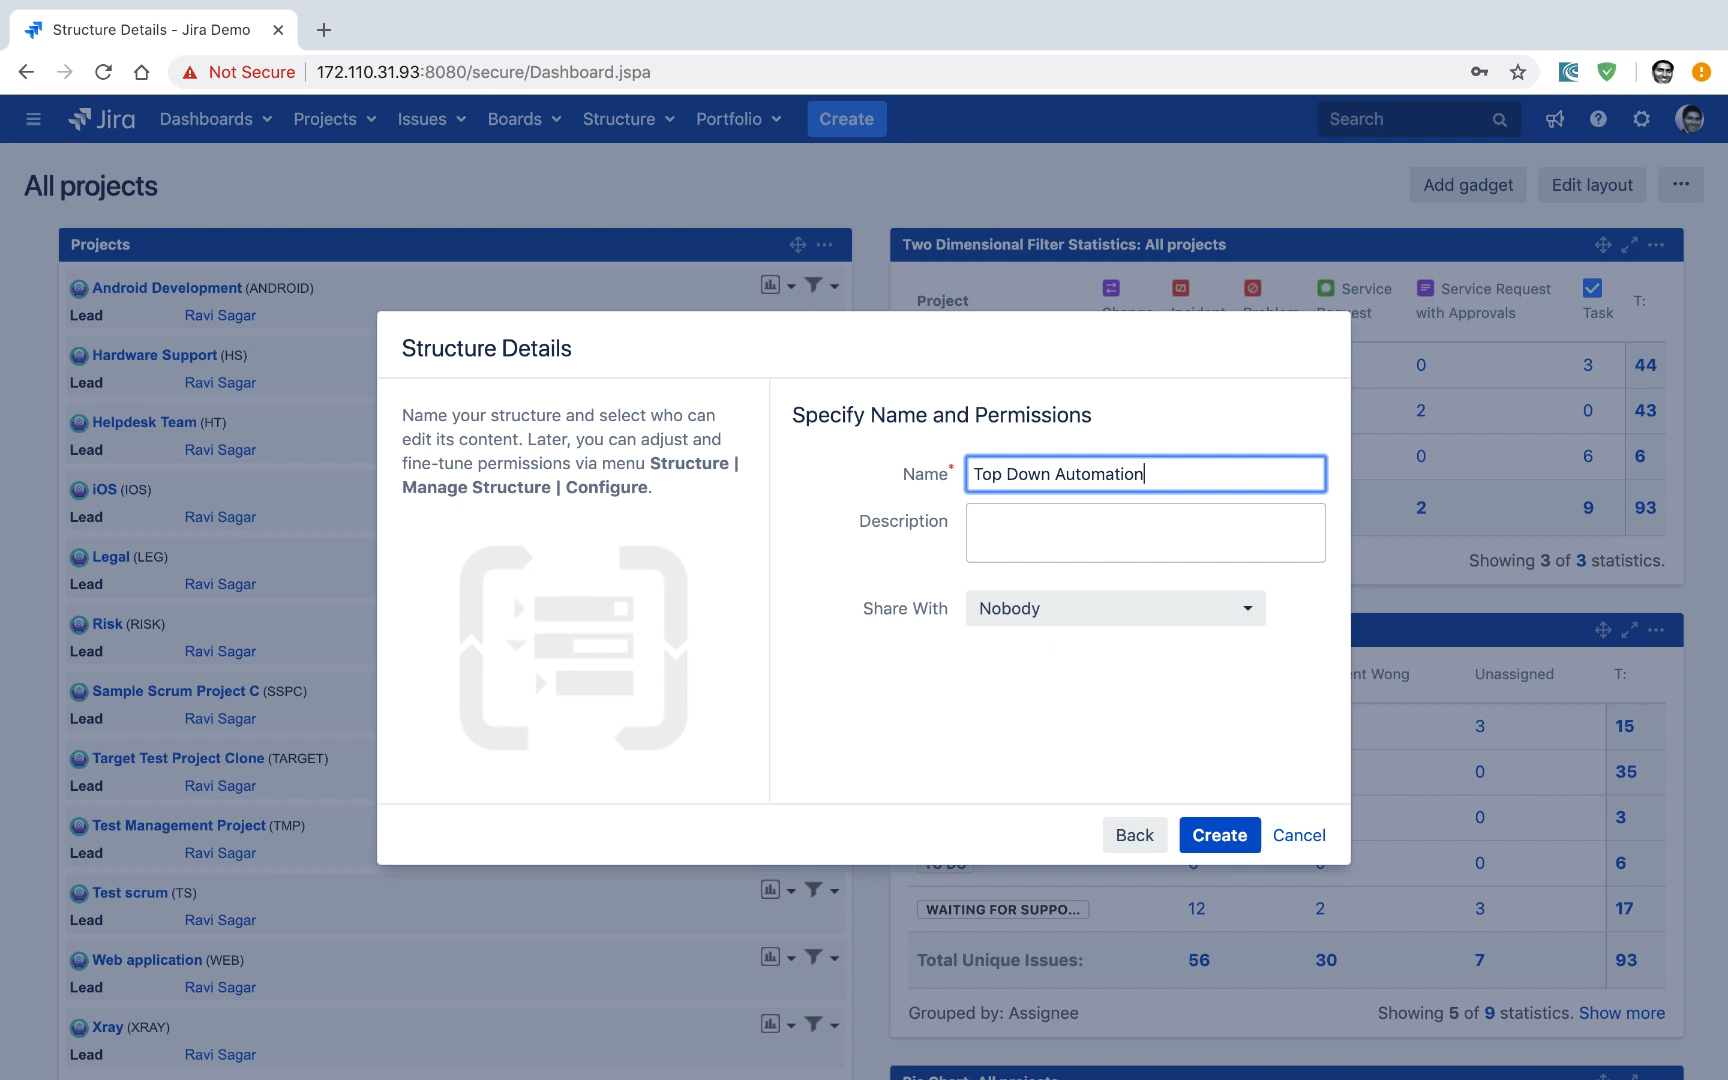 Structure Details - Jira Demo
Not Secure 172.110.31.93:8080/secure/Dashboard.jspa
Jira Dashboards Projects Issues Boards Structure Portfolio Create Search
All projects
Add gadget Edit layout
Projects
Android Development (ANDROID)
Lead Ravi Sagar
Hardware Support (HS)
Lead Ravi Sagar
Helpdesk Team (HT)
Lead Ravi Sagar
iOS (IOS)
Lead Ravi Sagar
Legal (LEG)
Lead Ravi Sagar
Risk (RISK)
Lead Ravi Sagar
Sample Scrum Project C (SSPC)
Lead Ravi Sagar
Target Test Project Clone (TARGET)
Lead Ravi Sagar
Test Management Project (TMP)
Lead Ravi Sagar
Test scrum (TS)
Lead Ravi Sagar
Web application (WEB)
Lead Ravi Sagar
Xray (XRAY)
Lead Ravi Sagar
Structure Details
Name your structure and select who can
edit its content. Later, you can adjust and
fine-tune permissions via menu Structure |
Manage Structure | Configure.
Specify Name and Permissions
Name* Top Down Automation
Description
Share With Nobody
Back Create Cancel
Two Dimensional Filter Statistics: All projects
Project Service Service Request T:
with Approvals Task
0 3 44
2 0 43
0 6 6
2 9 93
Showing 3 of 3 statistics.
Wong Unassigned T:
3 15
0 35
0 3
0 6
WAITING FOR SUPPO... 12 2 3 17
Total Unique Issues: 56 30 7 93
Grouped by: Assignee Showing 5 of 9 statistics. Show more